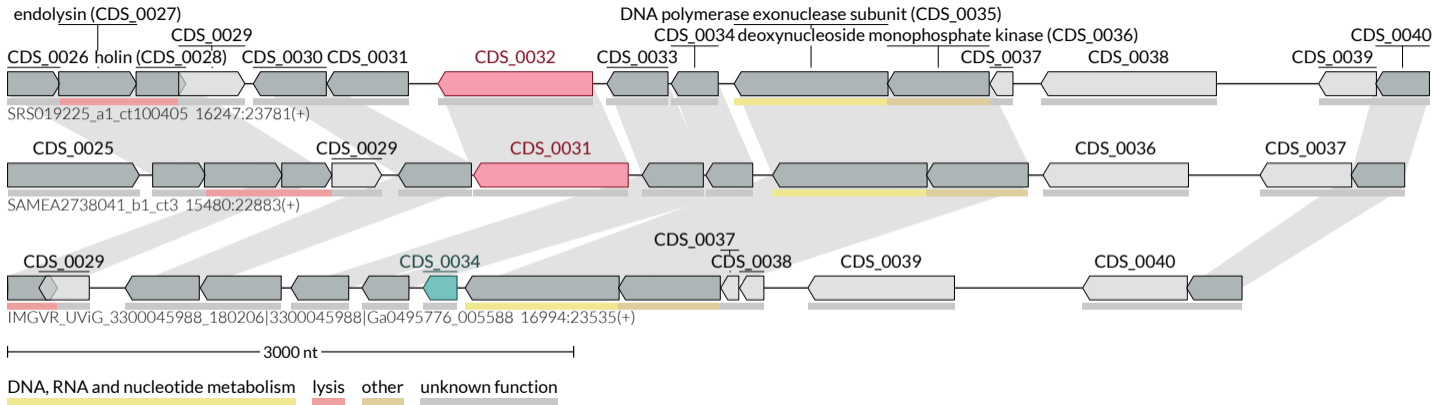 endolysin (CDS_0027)
DNA polymerase exonuclease subunit (CDS_0035)
CDS_0029
CDS_0034 deoxynucleoside monophosphate kinase (CDS_0036)
CDS_0040
CDS_0026 holin (CDS_0028) CDS_0030 CDS_0031 CDS_0032 CDS_0033 CDS_0037 CDS_0038 CDS_0039
SRS019225_a1_ct100405 16247:23781(+)
CDS_0025 CDS_0029 CDS_0031 CDS_0036 CDS_0037
SAMEA2738041_b1_ct3 15480:22883(+)
CDS_0037
CDS_0029 CDS_0034 CDS_0038 CDS_0039 CDS_0040
IMGVR_UViG_3300045988_180206|3300045988|Ga0495776_005588 16994:23535(+)
3000 nt
DNA, RNA and nucleotide metabolism lysis other unknown function